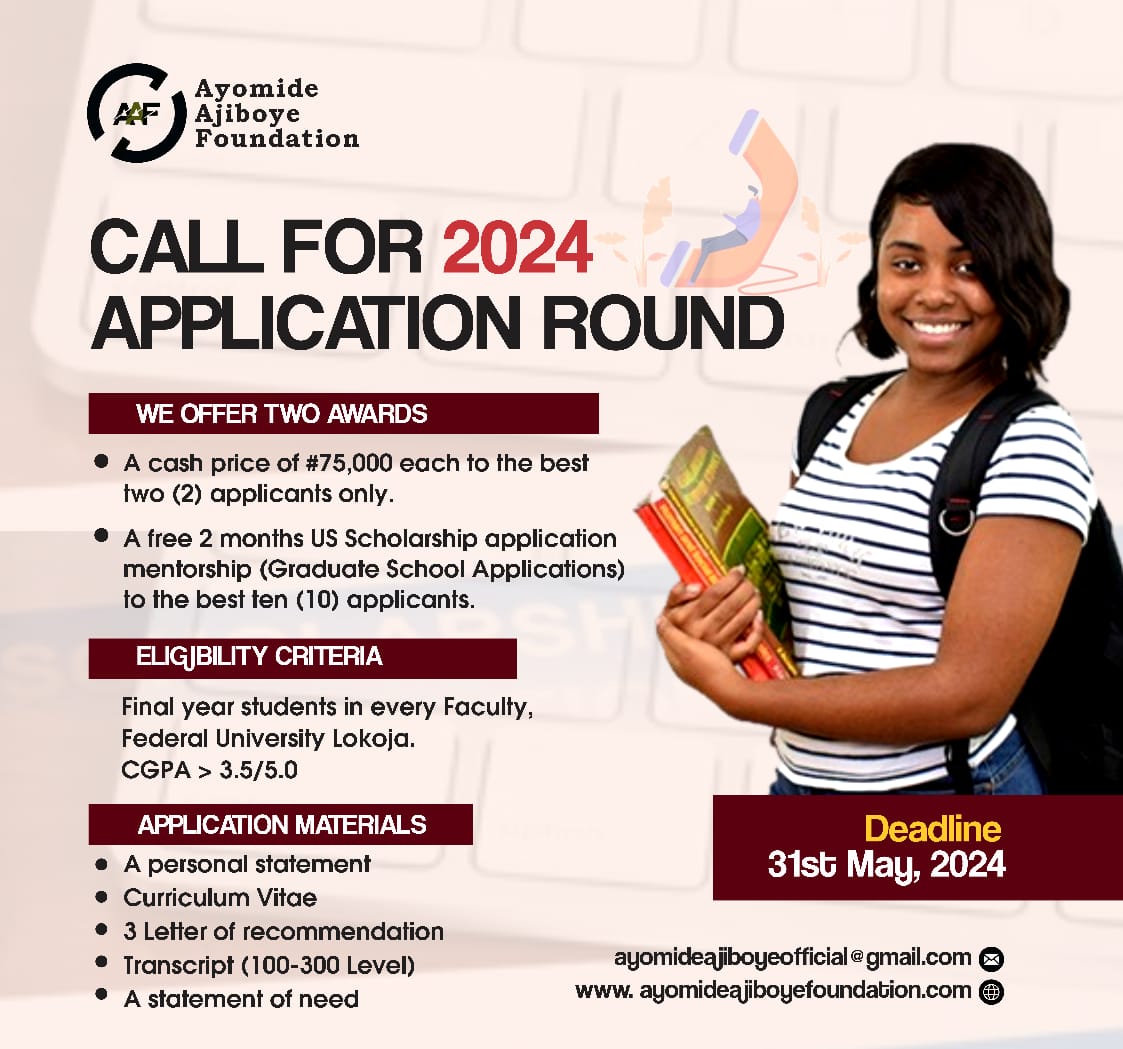 AAF
Ayomide
Ajiboye
Foundation
CALL FOR 2024
APPLICATION ROUND
WE OFFER TWO AWARDS
• A cash price of #75,000 each to the best
two (2) applicants only.
• A free 2 months US Scholarship application
mentorship (Graduate School Applications)
to the best ten (10) applicants.
ELIGJBILITY CRITERIA
Final year students in every Faculty,
Federal University Lokoja.
CGPA > 3.5/5.0
APPLICATION MATERIALS
• A personal statement
• Curriculum Vitae
• 3 Letter of recommendation
• Transcript (100-300 Level)
• A statement of need
Deadline
31st May, 2024
ayomideajiboyeofficial@gmail.com
www. ayomideajiboyefoundation.com